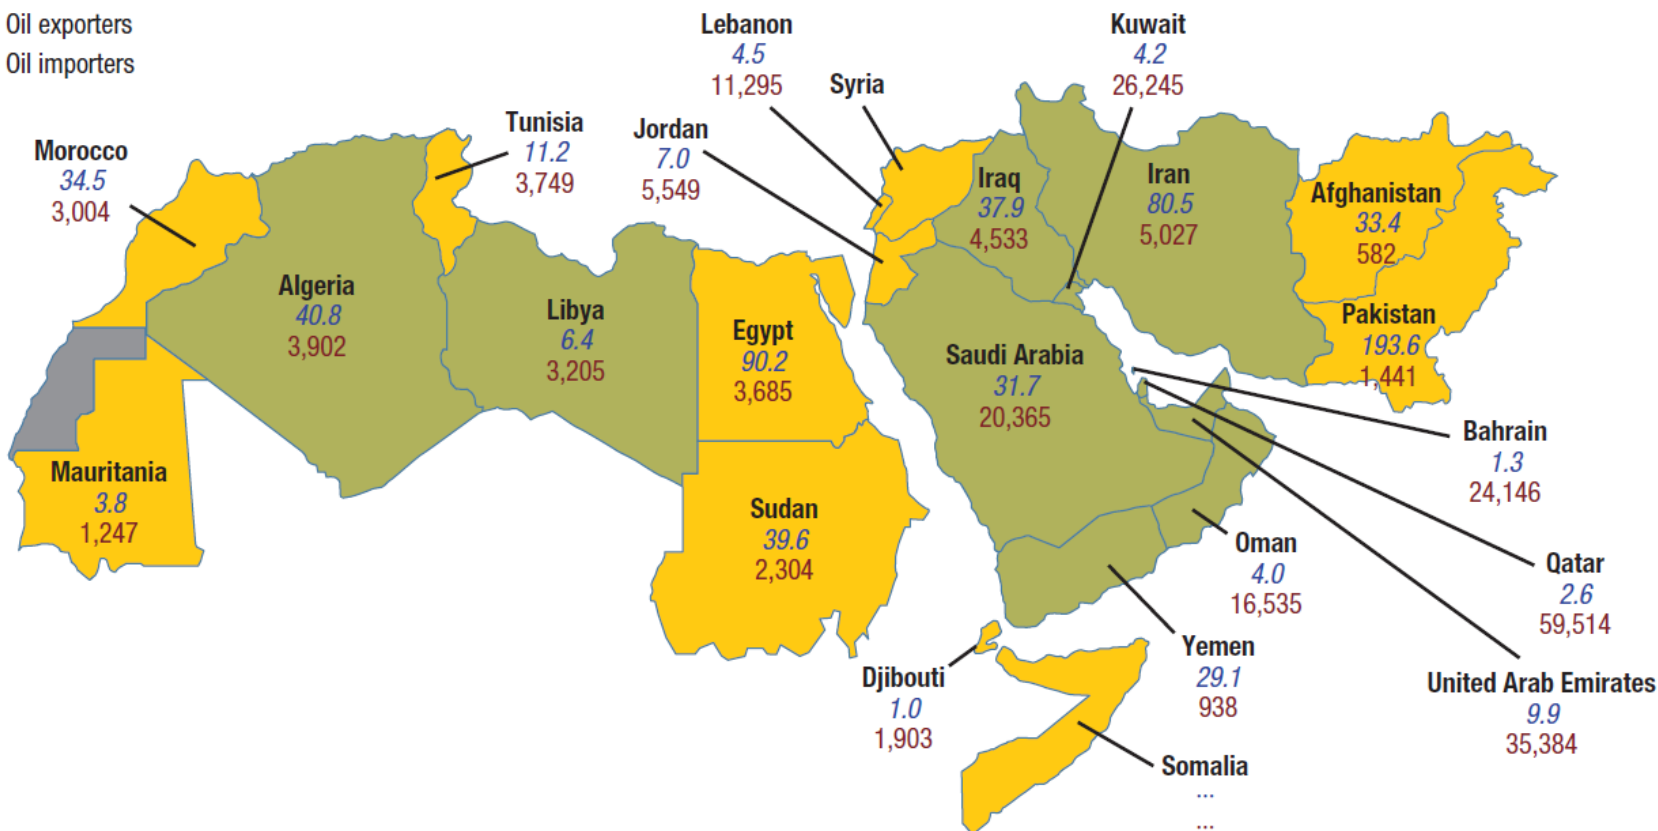 Oil exporters
Oil importers
Lebanon
4.5
11,295
Syria
Kuwait
4.2
26,245
Morocco
34.5
3,004
Tunisia
11.2
3,749
Jordan
7.0
5,549
Iraq
37.9
4,533
Iran
80.5
5,027
Afghanistan
33.4
582
Algeria
40.8
3,902
Libya
6.4
3,205
Egypt
90.2
3,685
Saudi Arabia
31.7
20,365
Pakistan
193.6
1,441
Bahrain
1.3
24,146
Mauritania
3.8
1,247
Sudan
39.6
2,304
Oman
4.0
16,535
Qatar
2.6
59,514
Djibouti
1.0
1,903
Yemen
29.1
938
United Arab Emirates
9.9
35,384
Somalia
...
...